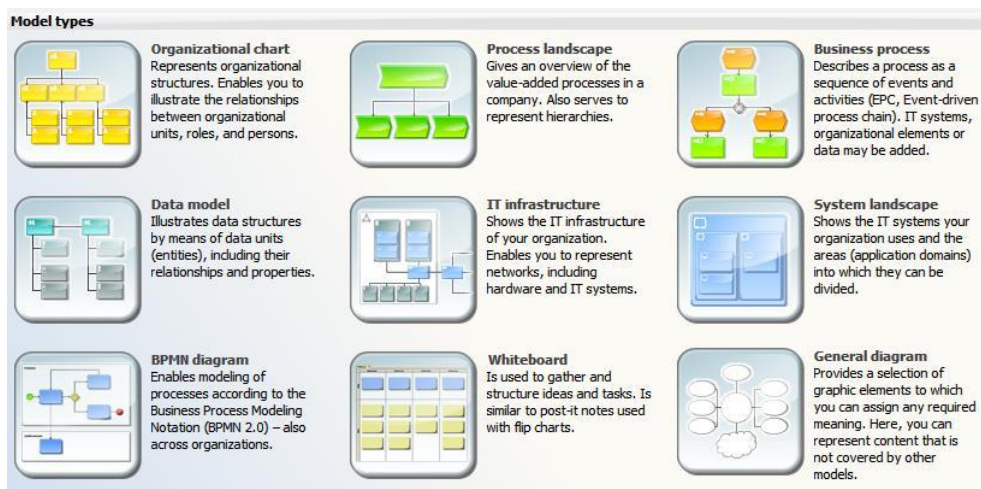 Model types
Organizational chart
Represents organizational
structures. Enables you to
illustrate the relationships
between organizational
units, roles, and persons.
Process landscape
Gives an overview of the
value-added processes in a
company. Also serves to
represent hierarchies.
Business process
Describes a process as a
sequence of events and
activities (EPC, Event-driven
process chain). IT systems,
organizational elements or
data may be added.
Data model
Illustrates data structures
by means of data units
(entities), including their
relationships and properties.
IT infrastructure
Shows the IT infrastructure
of your organization.
Enables you to represent
networks, including
hardware and IT systems.
System landscape
Shows the IT systems your
organization uses and the
areas (application domains)
into which they can be
divided.
BPMN diagram
Enables modeling of
processes according to the
Business Process Modeling
Notation (BPMN 2.0) – also
across organizations.
Whiteboard
Is used to gather and
structure ideas and tasks. Is
similar to post-it notes used
with flip charts.
General diagram
Provides a selection of
graphic elements to which
you can assign any required
meaning. Here, you can
represent content that is
not covered by other
models.